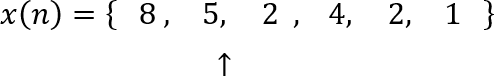 x(n) = { 8 , 5, 2 , 4, 2, 1 }
↑